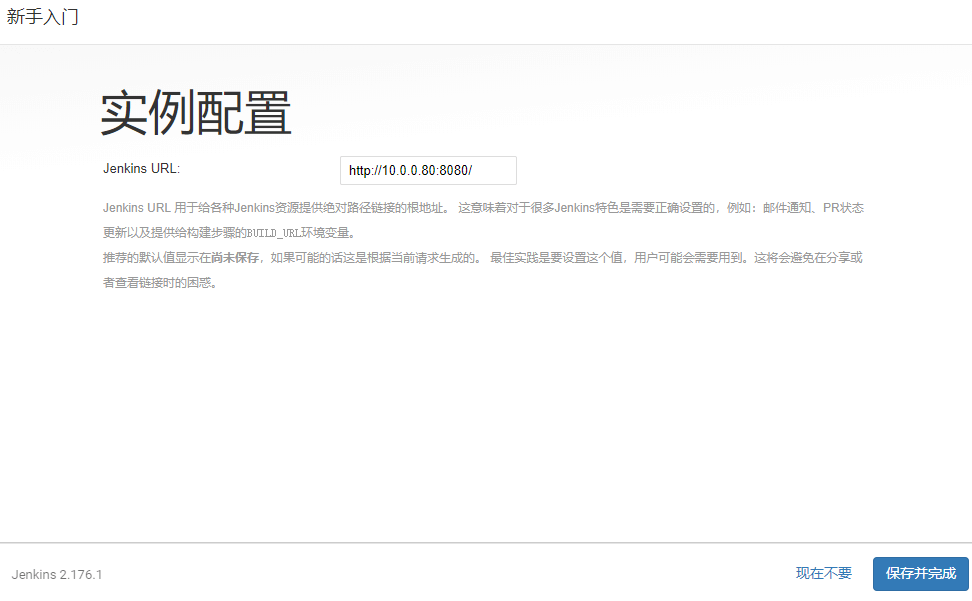 新手入门
实例配置
Jenkins URL:
http://10.0.0.80:8080/
Jenkins URL 用于给各种Jenkins资源提供绝对路径链接的根地址。 这意味着对于很多Jenkins特色是需要正确设置的，例如：邮件通知、PR状态
更新以及提供给构建步骤的BUILD_URL环境变量。
推荐的默认值显示在尚未保存，如果可能的话这是根据当前请求生成的。 最佳实践是要设置这个值，用户可能会需要用到。这将会避免在分享或
者查看链接时的困惑。
Jenkins 2.176.1
现在不要
保存并完成